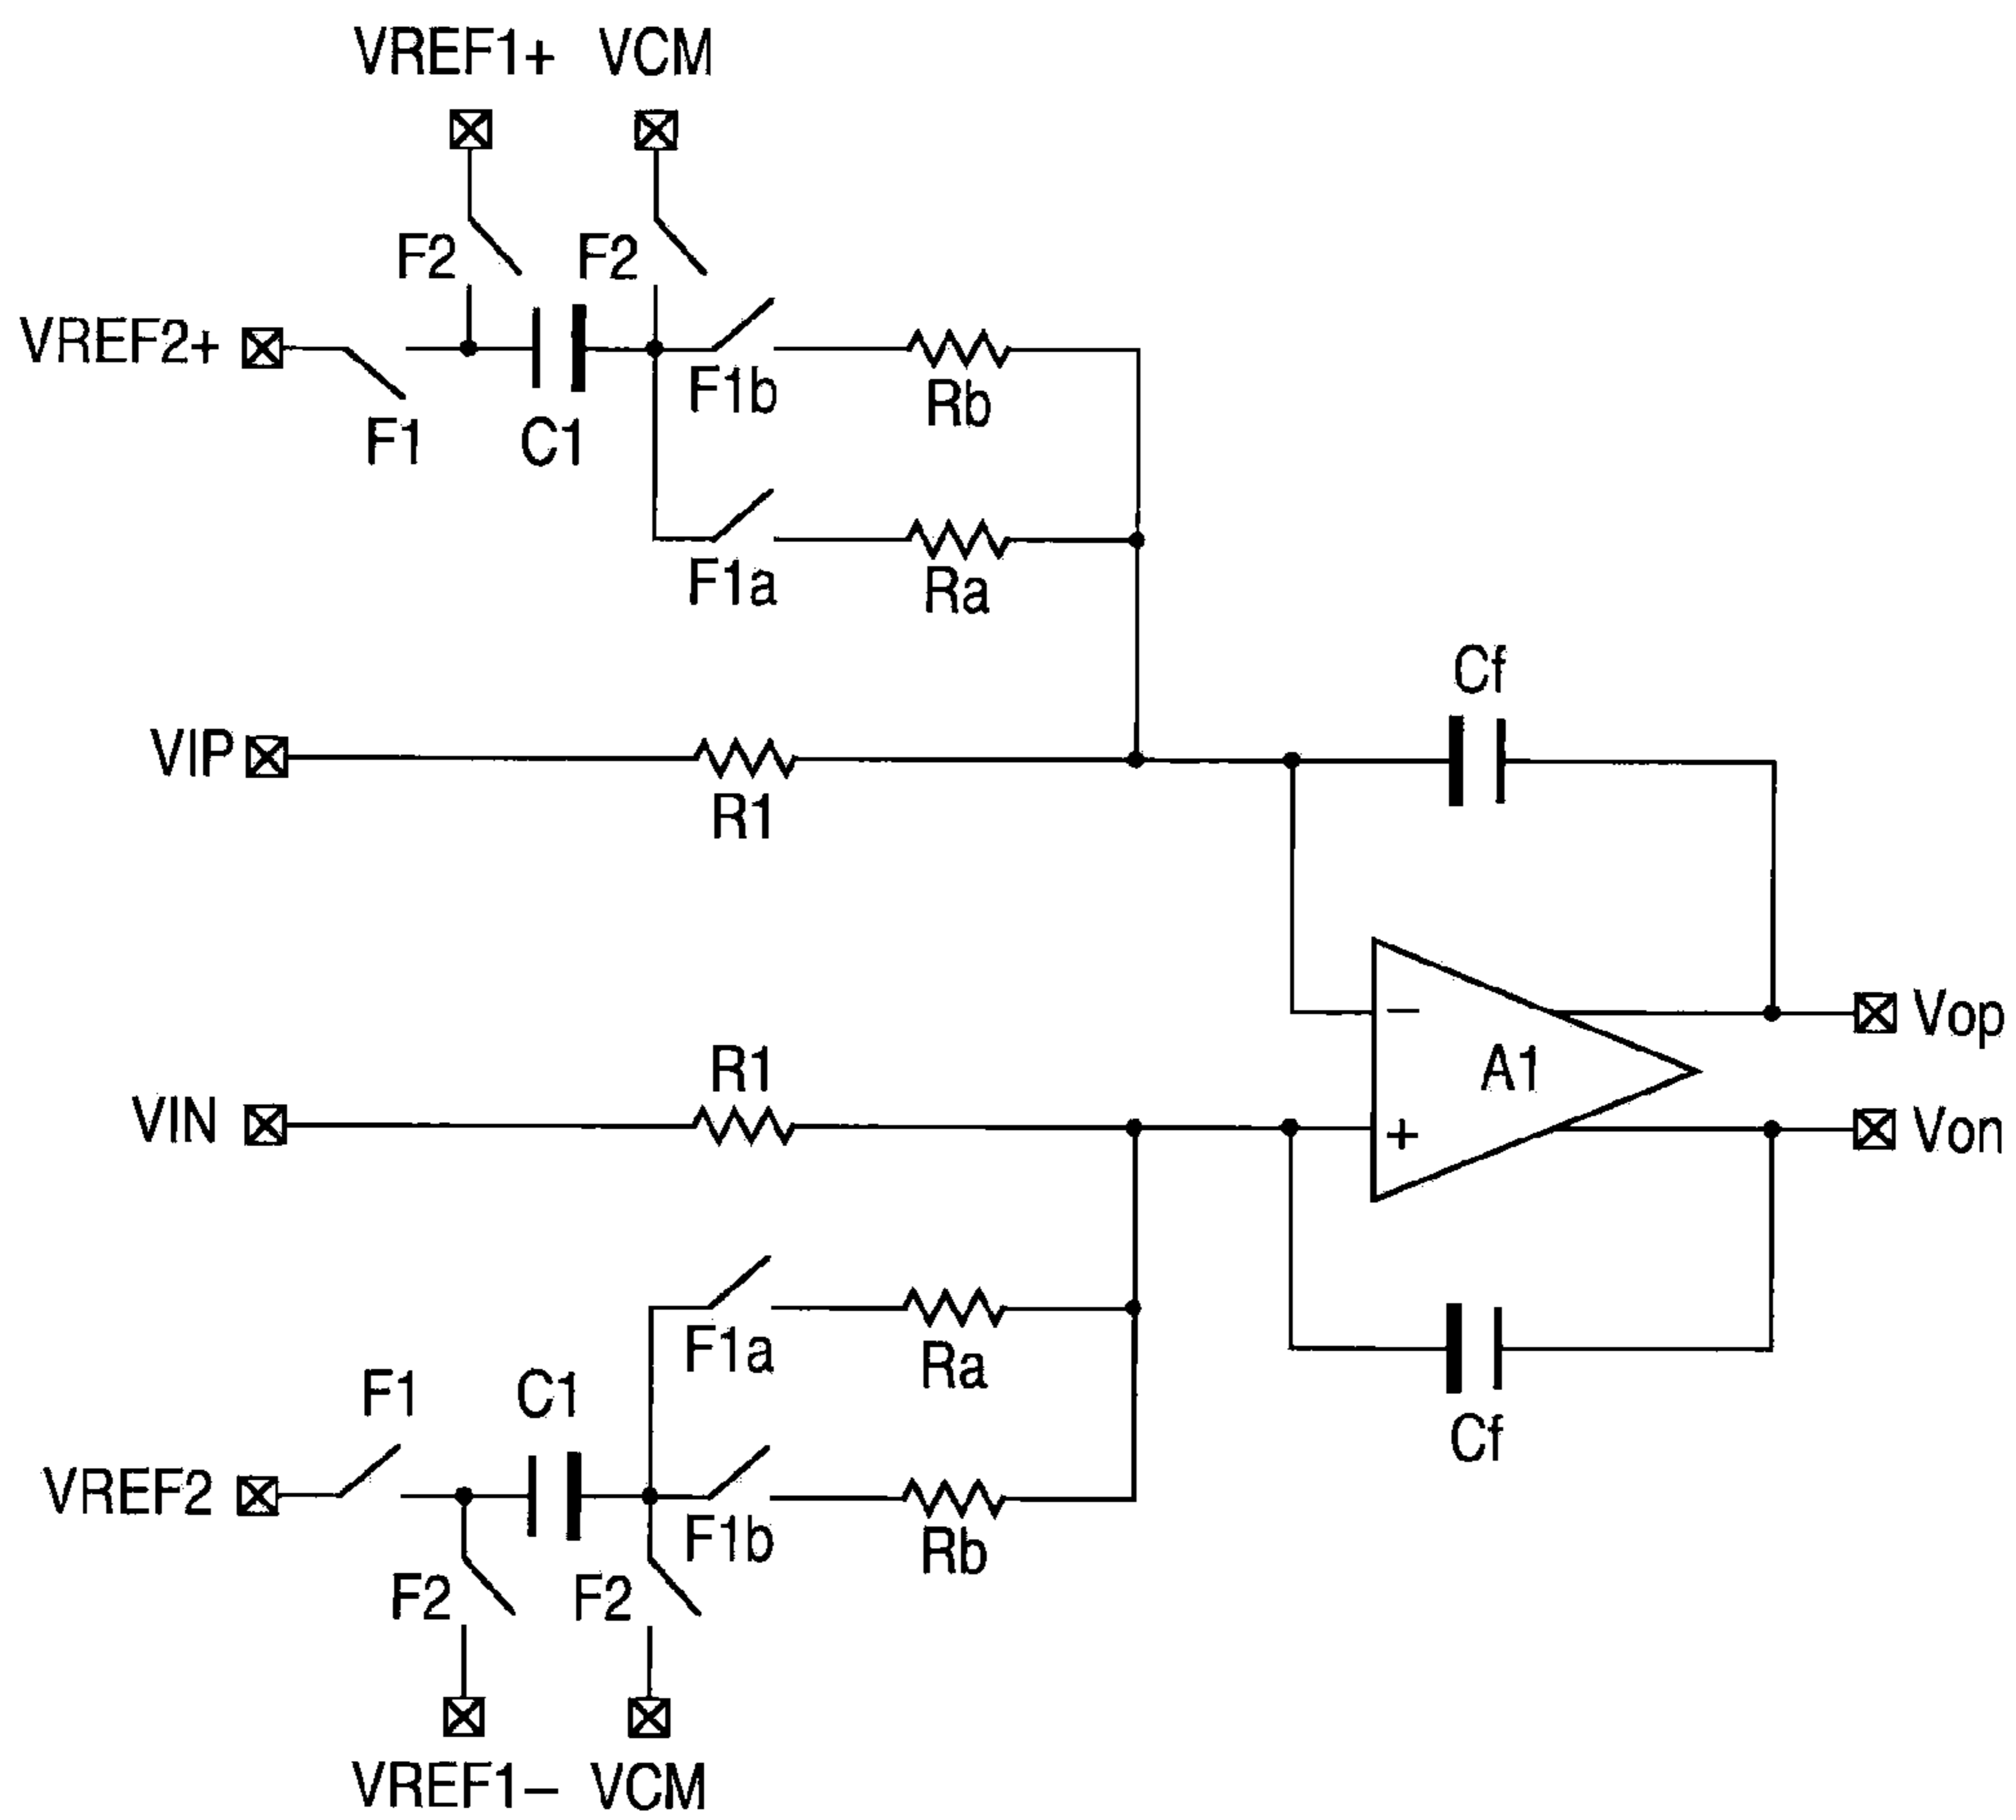 VREF1+ VCM
F2 F2
VREF2+
F1b
F1 C1 Rb
F1a Ra
Cf
VIP
R1
− Vop
A1
R1
VIN + Von
F1a Ra
F1 C1
Cf
VREF2
F1b Rb
F2 F2
VREF1− VCM